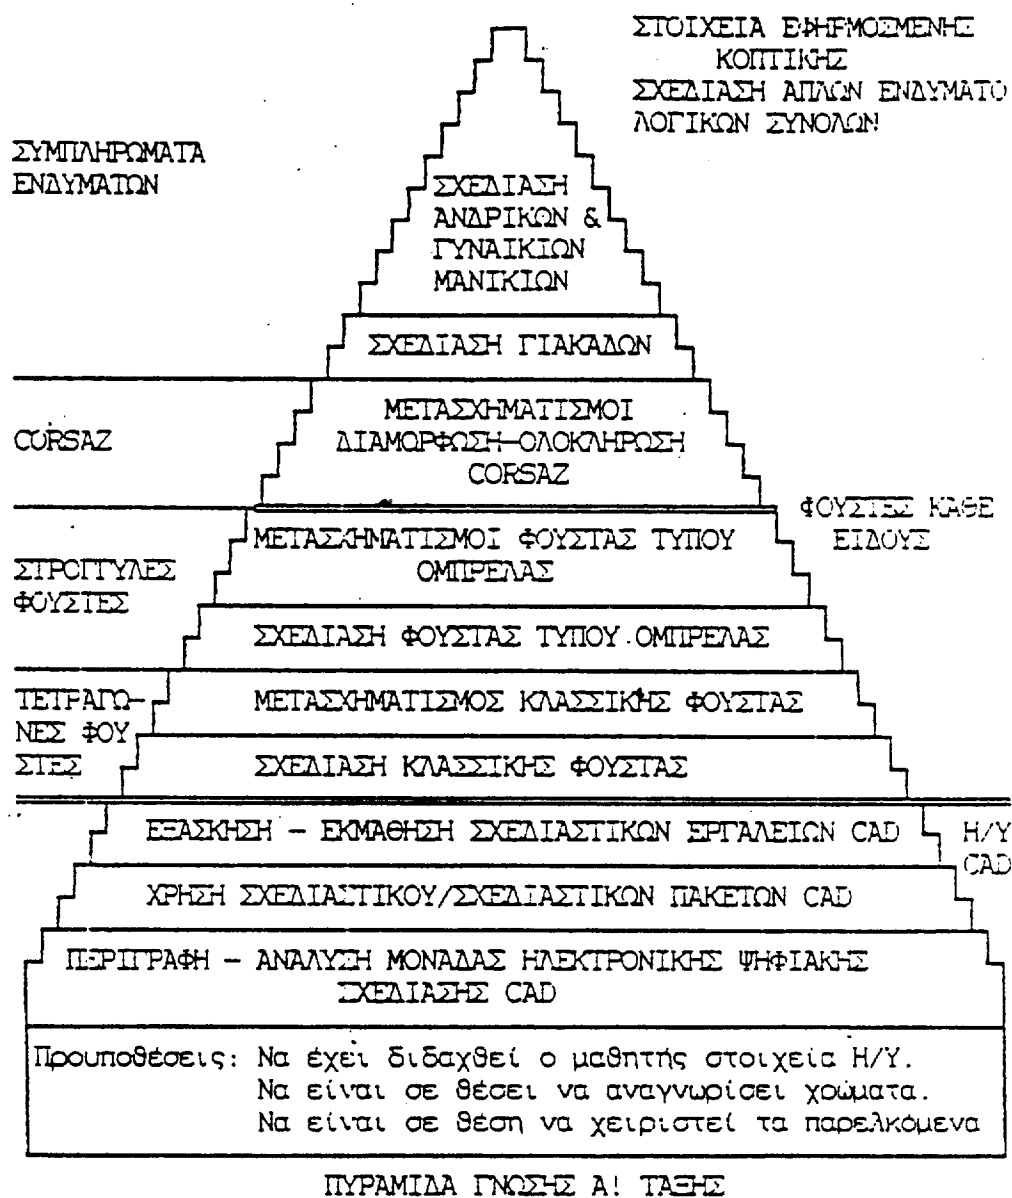 ΣΤΟΙΧΕΙΑ ΕΦΗΡΜΟΣΜΕΝΗΣ
ΚΟΠΤΙΚΗΣ
ΣΧΕΔΙΑΣΗ ΑΠΛΩΝ ΕΝΔΥΜΑΤΟ
ΛΟΓΙΚΩΝ ΣΥΝΟΛΩΝ!
ΣΥΜΠΛΗΡΩΜΑΤΑ
ΕΝΔΥΜΑΤΩΝ
ΣΧΕΔΙΑΣΗ
ΑΝΔΡΙΚΩΝ &
ΓΥΝΑΙΚΙΩΝ
ΜΑΝΙΚΙΩΝ
ΣΧΕΔΙΑΣΗ ΓΙΑΚΑΔΩΝ
CORSAZ
ΜΕΤΑΣΧΗΜΑΤΙΣΜΟΙ
ΔΙΑΜΟΡΦΩΣΗ-ΟΛΟΚΛΗΡΩΣΗ
CORSAZ
ΦΟΥΣΤΕΣ ΚΑΘΕ
ΕΙΔΟΥΣ
ΣΤΡΟΓΓΥΛΕΣ
ΦΟΥΣΤΕΣ
ΜΕΤΑΣΧΗΜΑΤΙΣΜΟΙ ΦΟΥΣΤΑΣ ΤΥΠΟΥ
ΟΜΠΡΕΛΑΣ
ΣΧΕΔΙΑΣΗ ΦΟΥΣΤΑΣ ΤΥΠΟΥ ΟΜΠΡΕΛΑΣ
ΤΕΤΡΑΓΩ-
ΝΕΣ ΦΟΥ
ΣΤΕΣ
ΜΕΤΑΣΧΗΜΑΤΙΣΜΟΣ ΚΛΑΣΣΙΚΗΣ ΦΟΥΣΤΑΣ
ΣΧΕΔΙΑΣΗ ΚΛΑΣΣΙΚΗΣ ΦΟΥΣΤΑΣ
ΕΞΑΣΚΗΣΗ - ΕΚΜΑΘΗΣΗ ΣΧΕΔΙΑΣΤΙΚΩΝ ΕΡΓΑΛΕΙΩΝ CAD
Η/Υ
CAD
ΧΡΗΣΗ ΣΧΕΔΙΑΣΤΙΚΟΥ/ΣΧΕΔΙΑΣΤΙΚΩΝ ΠΑΚΕΤΩΝ CAD
ΠΕΡΙΓΡΑΦΗ - ΑΝΑΛΥΣΗ ΜΟΝΑΔΑΣ ΗΛΕΚΤΡΟΝΙΚΗΣ ΨΗΦΙΑΚΗΣ
ΣΧΕΔΙΑΣΗΣ CAD
Προυποθέσεις: Να έχει διδαχθεί ο μαθητής στοιχεία Η/Υ.
Να είναι σε θέσει να αναγνωρίσει χρώματα.
Να είναι σε θέση να χειριστεί τα παρελκόμενα
ΠΥΡΑΜΙΔΑ ΓΝΩΣΗΣ Α! ΤΑΞΗΣ